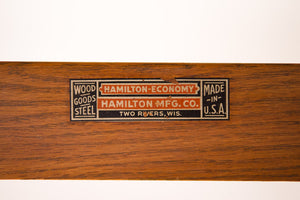 WOOD
GOODS
STEEL
HAMILTON-ECONOMY
HAMILTON MFG. CO.
TWO RIVERS, WIS.
MADE
-IN-
U.S.A.